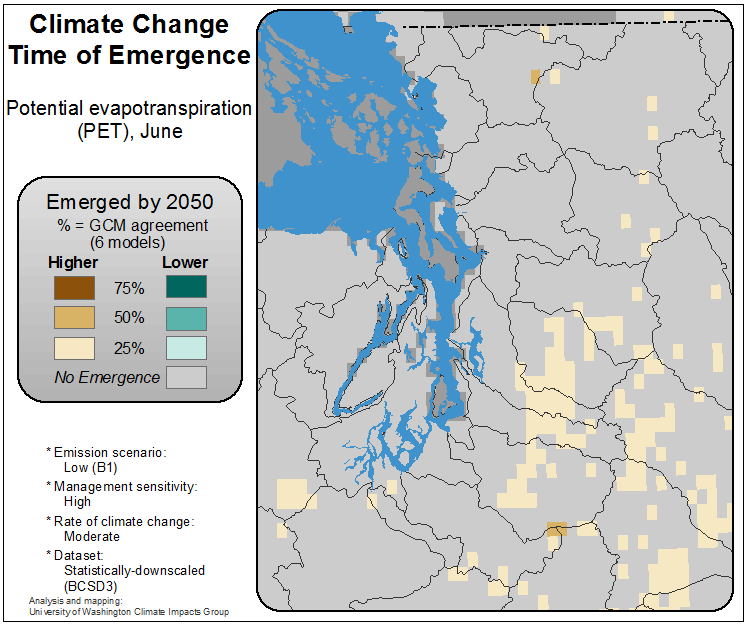 Climate Change
Time of Emergence
Potential evapotranspiration
(PET), June
Emerged by 2050
% = GCM agreement
(6 models)
Higher Lower
75%
50%
25%
No Emergence
* Emission scenario:
Low (B1)
* Management sensitivity:
High
* Rate of climate change:
Moderate
* Dataset:
Statistically-downscaled
(BCSD3)
Analysis and mapping:
University of Washington Climate Impacts Group